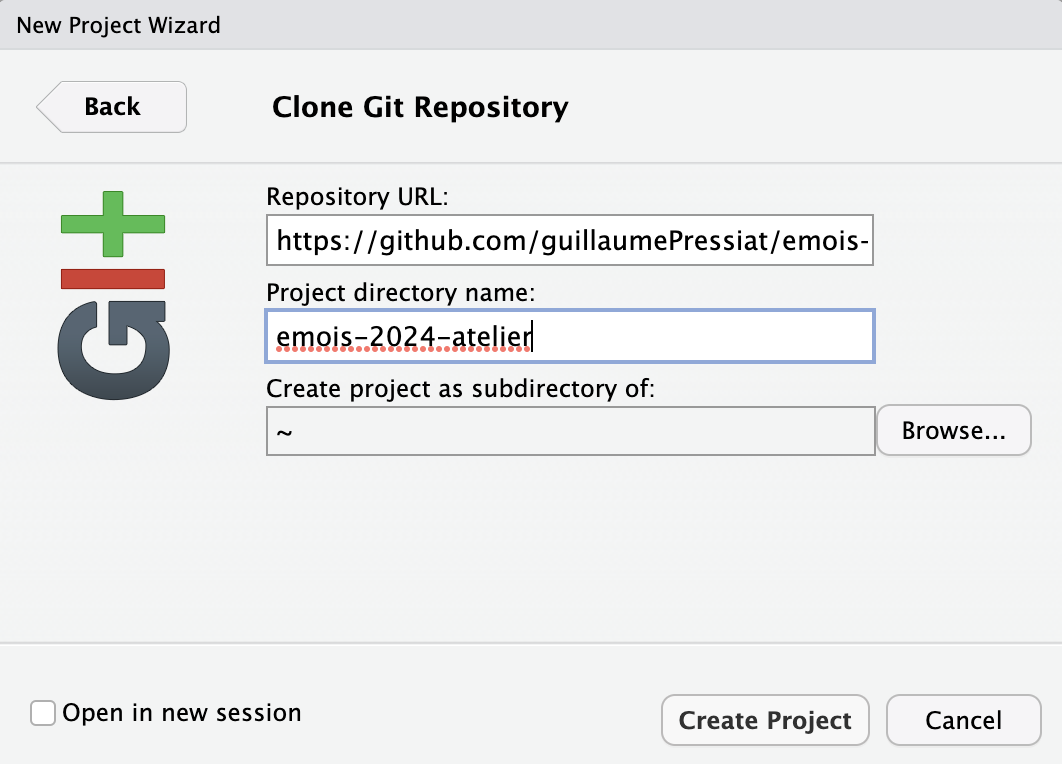 New Project Wizard
Back
Clone Git Repository
git
Repository URL:
https://github.com/guillaumePressiat/emois-
Project directory name:
emois-2024-atelier
Create project as subdirectory of:
~
Browse...
Open in new session
Create Project
Cancel